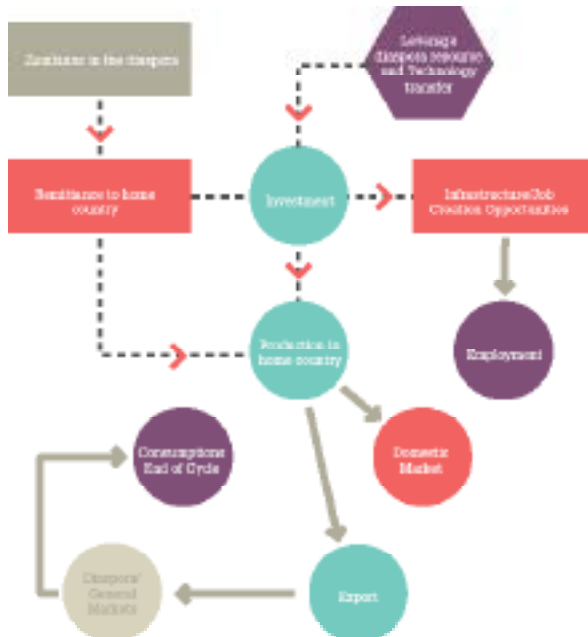 Zambians in the diaspora
Leverage
diaspora resource
and Technology
transfer
Remittance to home
country
Investment
Infrastructure/Job
Creation Opportunities
Production in
home country
Employment
Consumptions
End of Cycle
Domestic
Market
Diaspora/
General
Markets
Export